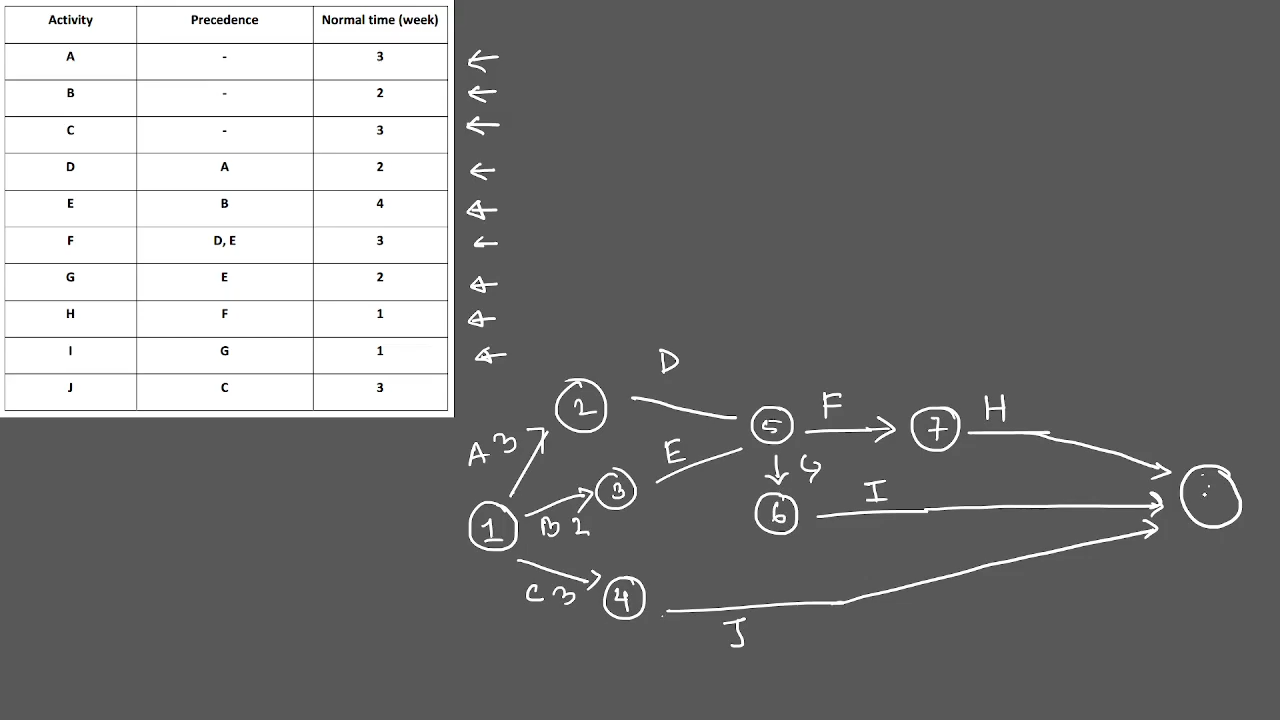 Activity Precedence Normal time (week)
A - 3
B - 2
C - 3
D A 2
E B 4
F D, E 3
G E 2
H F 1
I G 1
J C 3
D
2
F
H
A 3
E
5
7
3
G
I
1
B 2
6
C 3
4
J